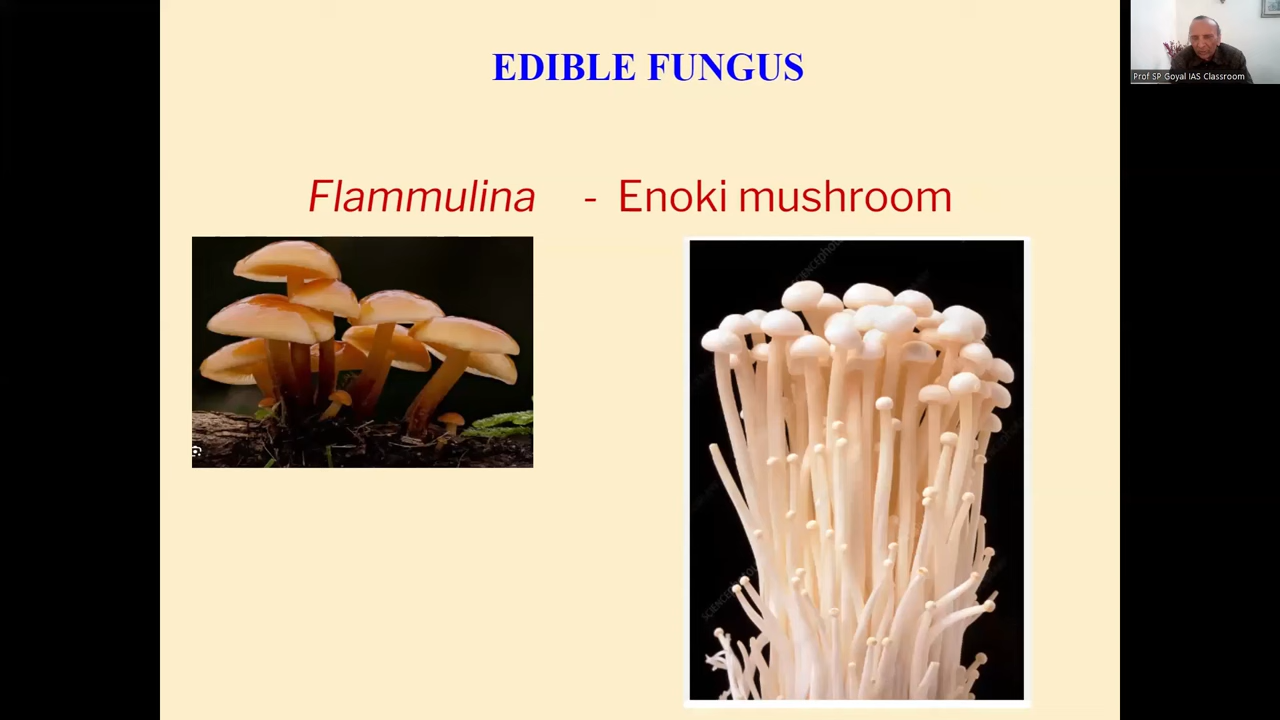 EDIBLE FUNGUS
Prof SP Goyal IAS Classroom
Flammulina - Enoki mushroom